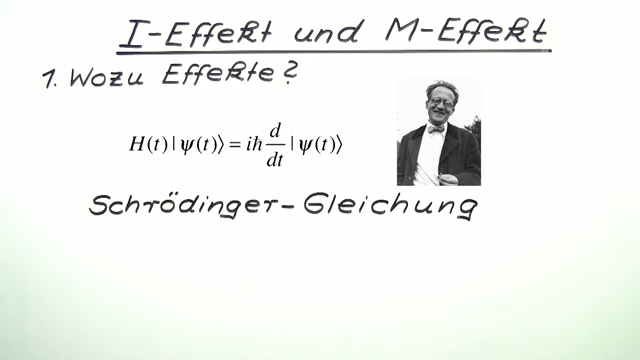 I-Effekt und M-Effekt
1. Wozu Effekte?
H(t)|ψ(t)⟩ = iħ d/dt |ψ(t)⟩
Schrödinger-Gleichung